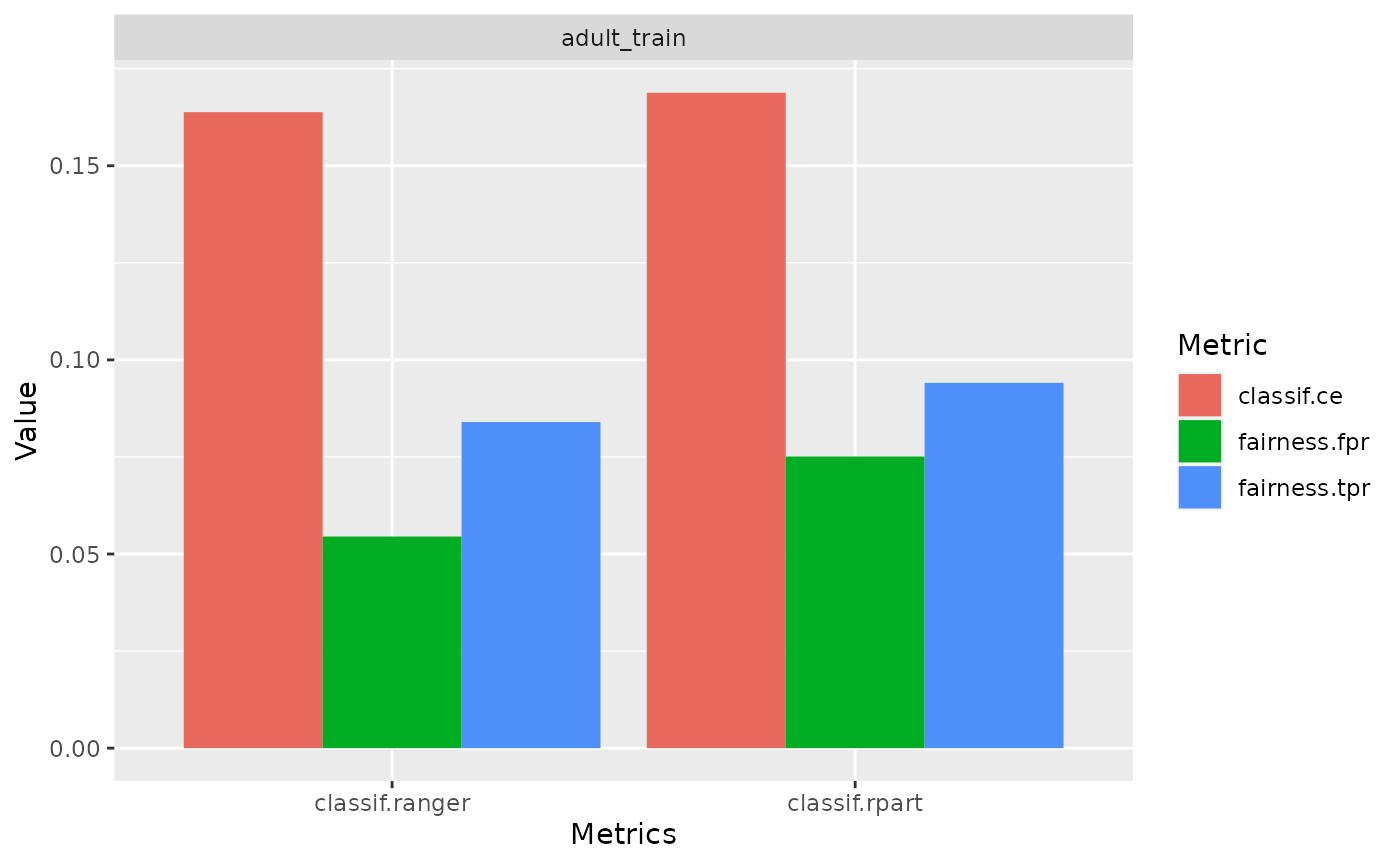 adult_train
0.15
0.10
0.05
0.00
Value
classif.ranger
classif.rpart
Metrics
Metric
classif.ce
fairness.fpr
fairness.tpr